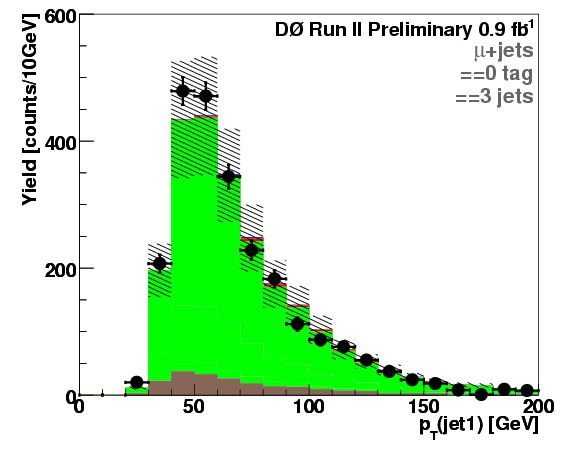 DØ Run II Preliminary 0.9 fb-1
μ+jets
==0 tag
==3 jets
Yield [counts/10GeV]
600
400
200
0
0 50 100 150 200
pT(jet1) [GeV]